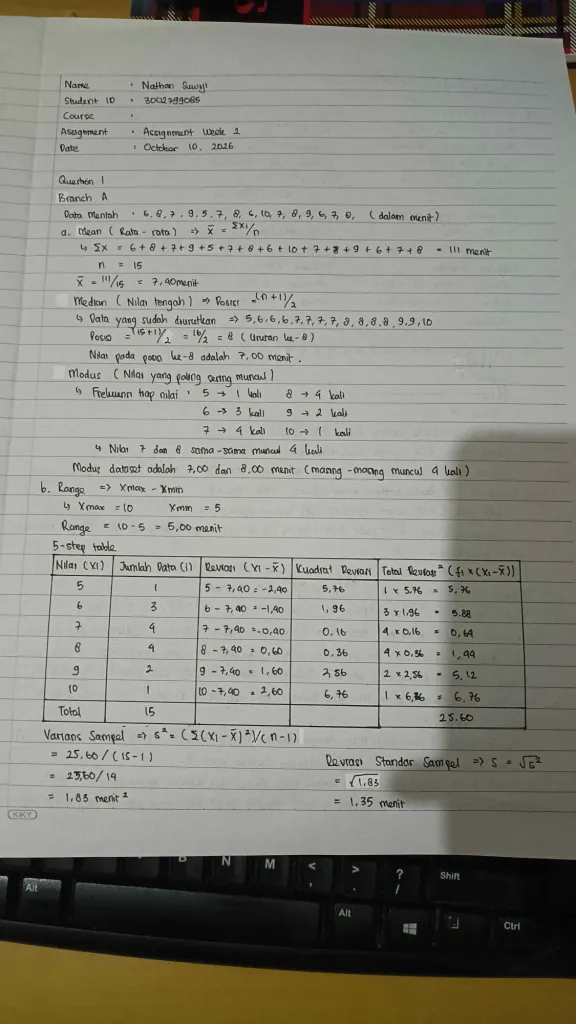 Name : Nathan Suwiji
Student ID : 3002799085
Course :
Assignment : Assignment Week 2
Date : October 10, 2026
Question 1
Branch A
Data Mentah : 6, 8, 7, 9, 5, 7, 8, 6, 10, 7, 8, 9, 6, 7, 8, (dalam menit)
a. Mean (Rata-rata) => x̄ = Σxi/n
↳ Σx = 6 + 8 + 7 + 9 + 5 + 7 + 8 + 6 + 10 + 7 + 8 + 9 + 6 + 7 + 8 = 111 menit
n = 15
x̄ = 111/15 = 7,40 menit
Median (Nilai tengah) => Posisi = (n+1)/2
↳ Data yang sudah diurutkan => 5, 6, 6, 6, 7, 7, 7, 7, 8, 8, 8, 8, 9, 9, 10
Posisi = (15+1)/2 = 16/2 = 8 (Urutan ke-8)
Nilai pada posisi ke-8 adalah 7,00 menit.
Modus (Nilai yang paling sering muncul)
↳ Frekuensi tiap nilai : 5 → 1 kali 8 → 4 kali
6 → 3 kali 9 → 2 kali
7 → 4 kali 10 → 1 kali
↳ Nilai 7 dan 8 sama-sama muncul 4 kali
Modus dataset adalah 7,00 dan 8,00 menit (masing-masing muncul 4 kali)
b. Range => Xmax - Xmin
↳ Xmax = 10 Xmin = 5
Range = 10 - 5 = 5,00 menit
5-step table
Nilai (Xi) Jumlah Data (i) Deviasi (Xi - x̄) Kuadrat Deviasi Total Deviasi² (fi x (Xi - x̄))
5 1 5 - 7,40 = -2,40 5,76 1 x 5.76 = 5,76
6 3 6 - 7,40 = -1,40 1,96 3 x 1,96 = 5.88
7 4 7 - 7,40 = -0,40 0,16 4 x 0,16 = 0,64
8 4 8 - 7,40 = 0,60 0,36 4 x 0,36 = 1,44
9 2 9 - 7,40 = 1,60 2,56 2 x 2,56 = 5,12
10 1 10 - 7,40 = 2,60 6,76 1 x 6,76 = 6,76
Total 15 25.60
Varians Sampel => s² = (Σ(Xi - x̄)²)/(n-1)
= 25,60 / (15-1)
= 25,60 / 14
= 1,83 menit²
Deviasi Standar Sampel => S = √s²
= √1,83
= 1,35 menit
KIKY
B N M < , > . ? / Shift
Alt Alt Ctrl